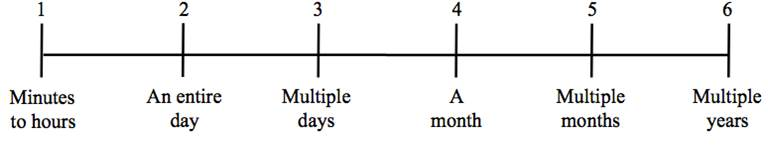 1 2 3 4 5 6
Minutes An entire Multiple A Multiple Multiple
to hours day days month months years